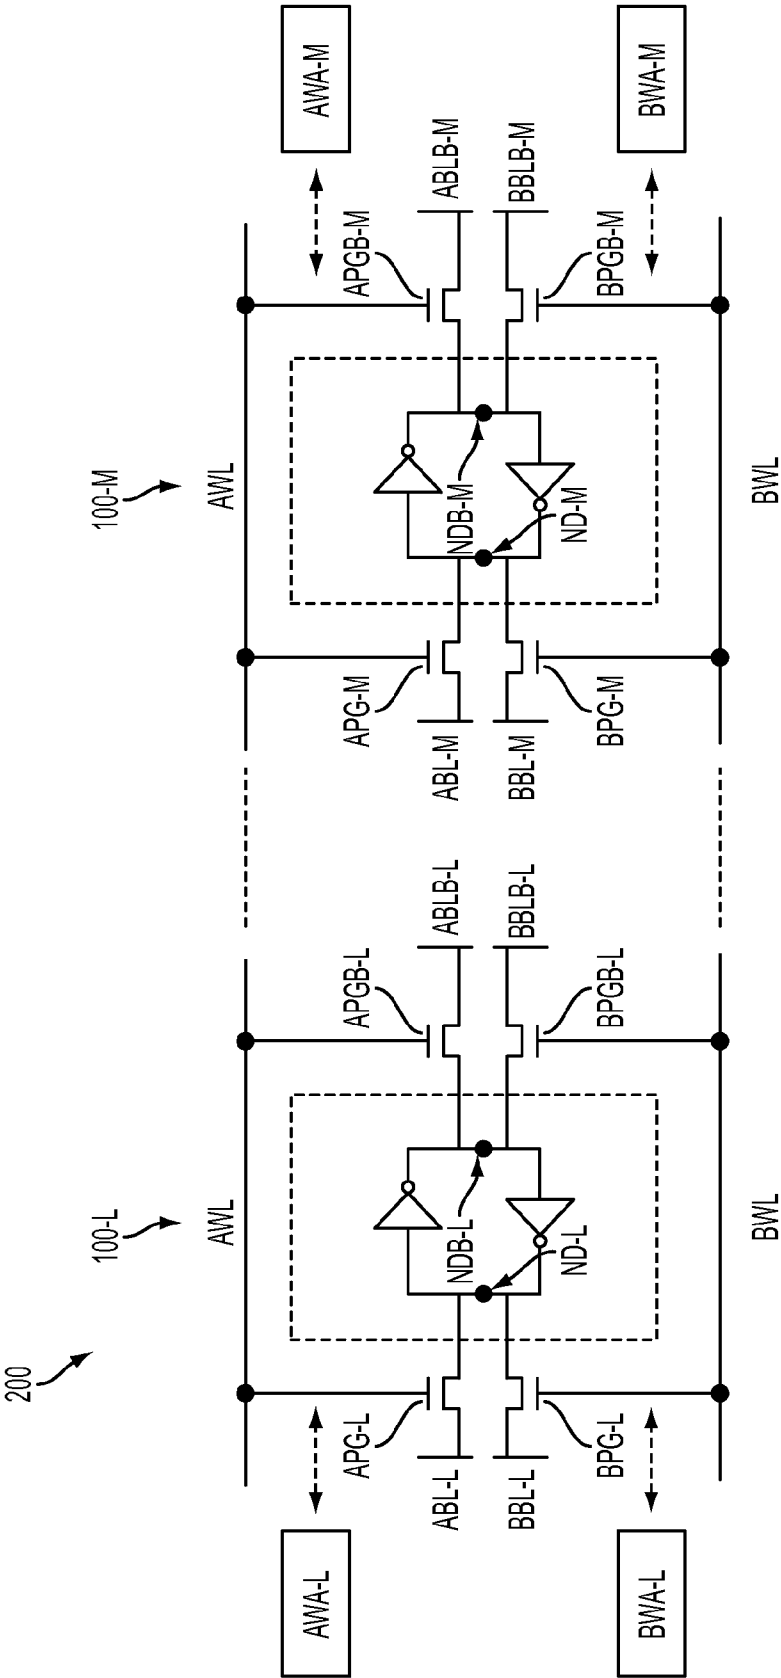 200
100-L
100-M
AWL
AWL
AWA-L
AWA-M
APG-L
APGB-L
APG-M
APGB-M
ABL-L
ABLB-L
ABL-M
ABLB-M
NDB-L
NDB-M
BBL-L
BBLB-L
BBL-M
BBLB-M
ND-L
ND-M
BPG-L
BPGB-L
BPG-M
BPGB-M
BWA-L
BWA-M
BWL
BWL